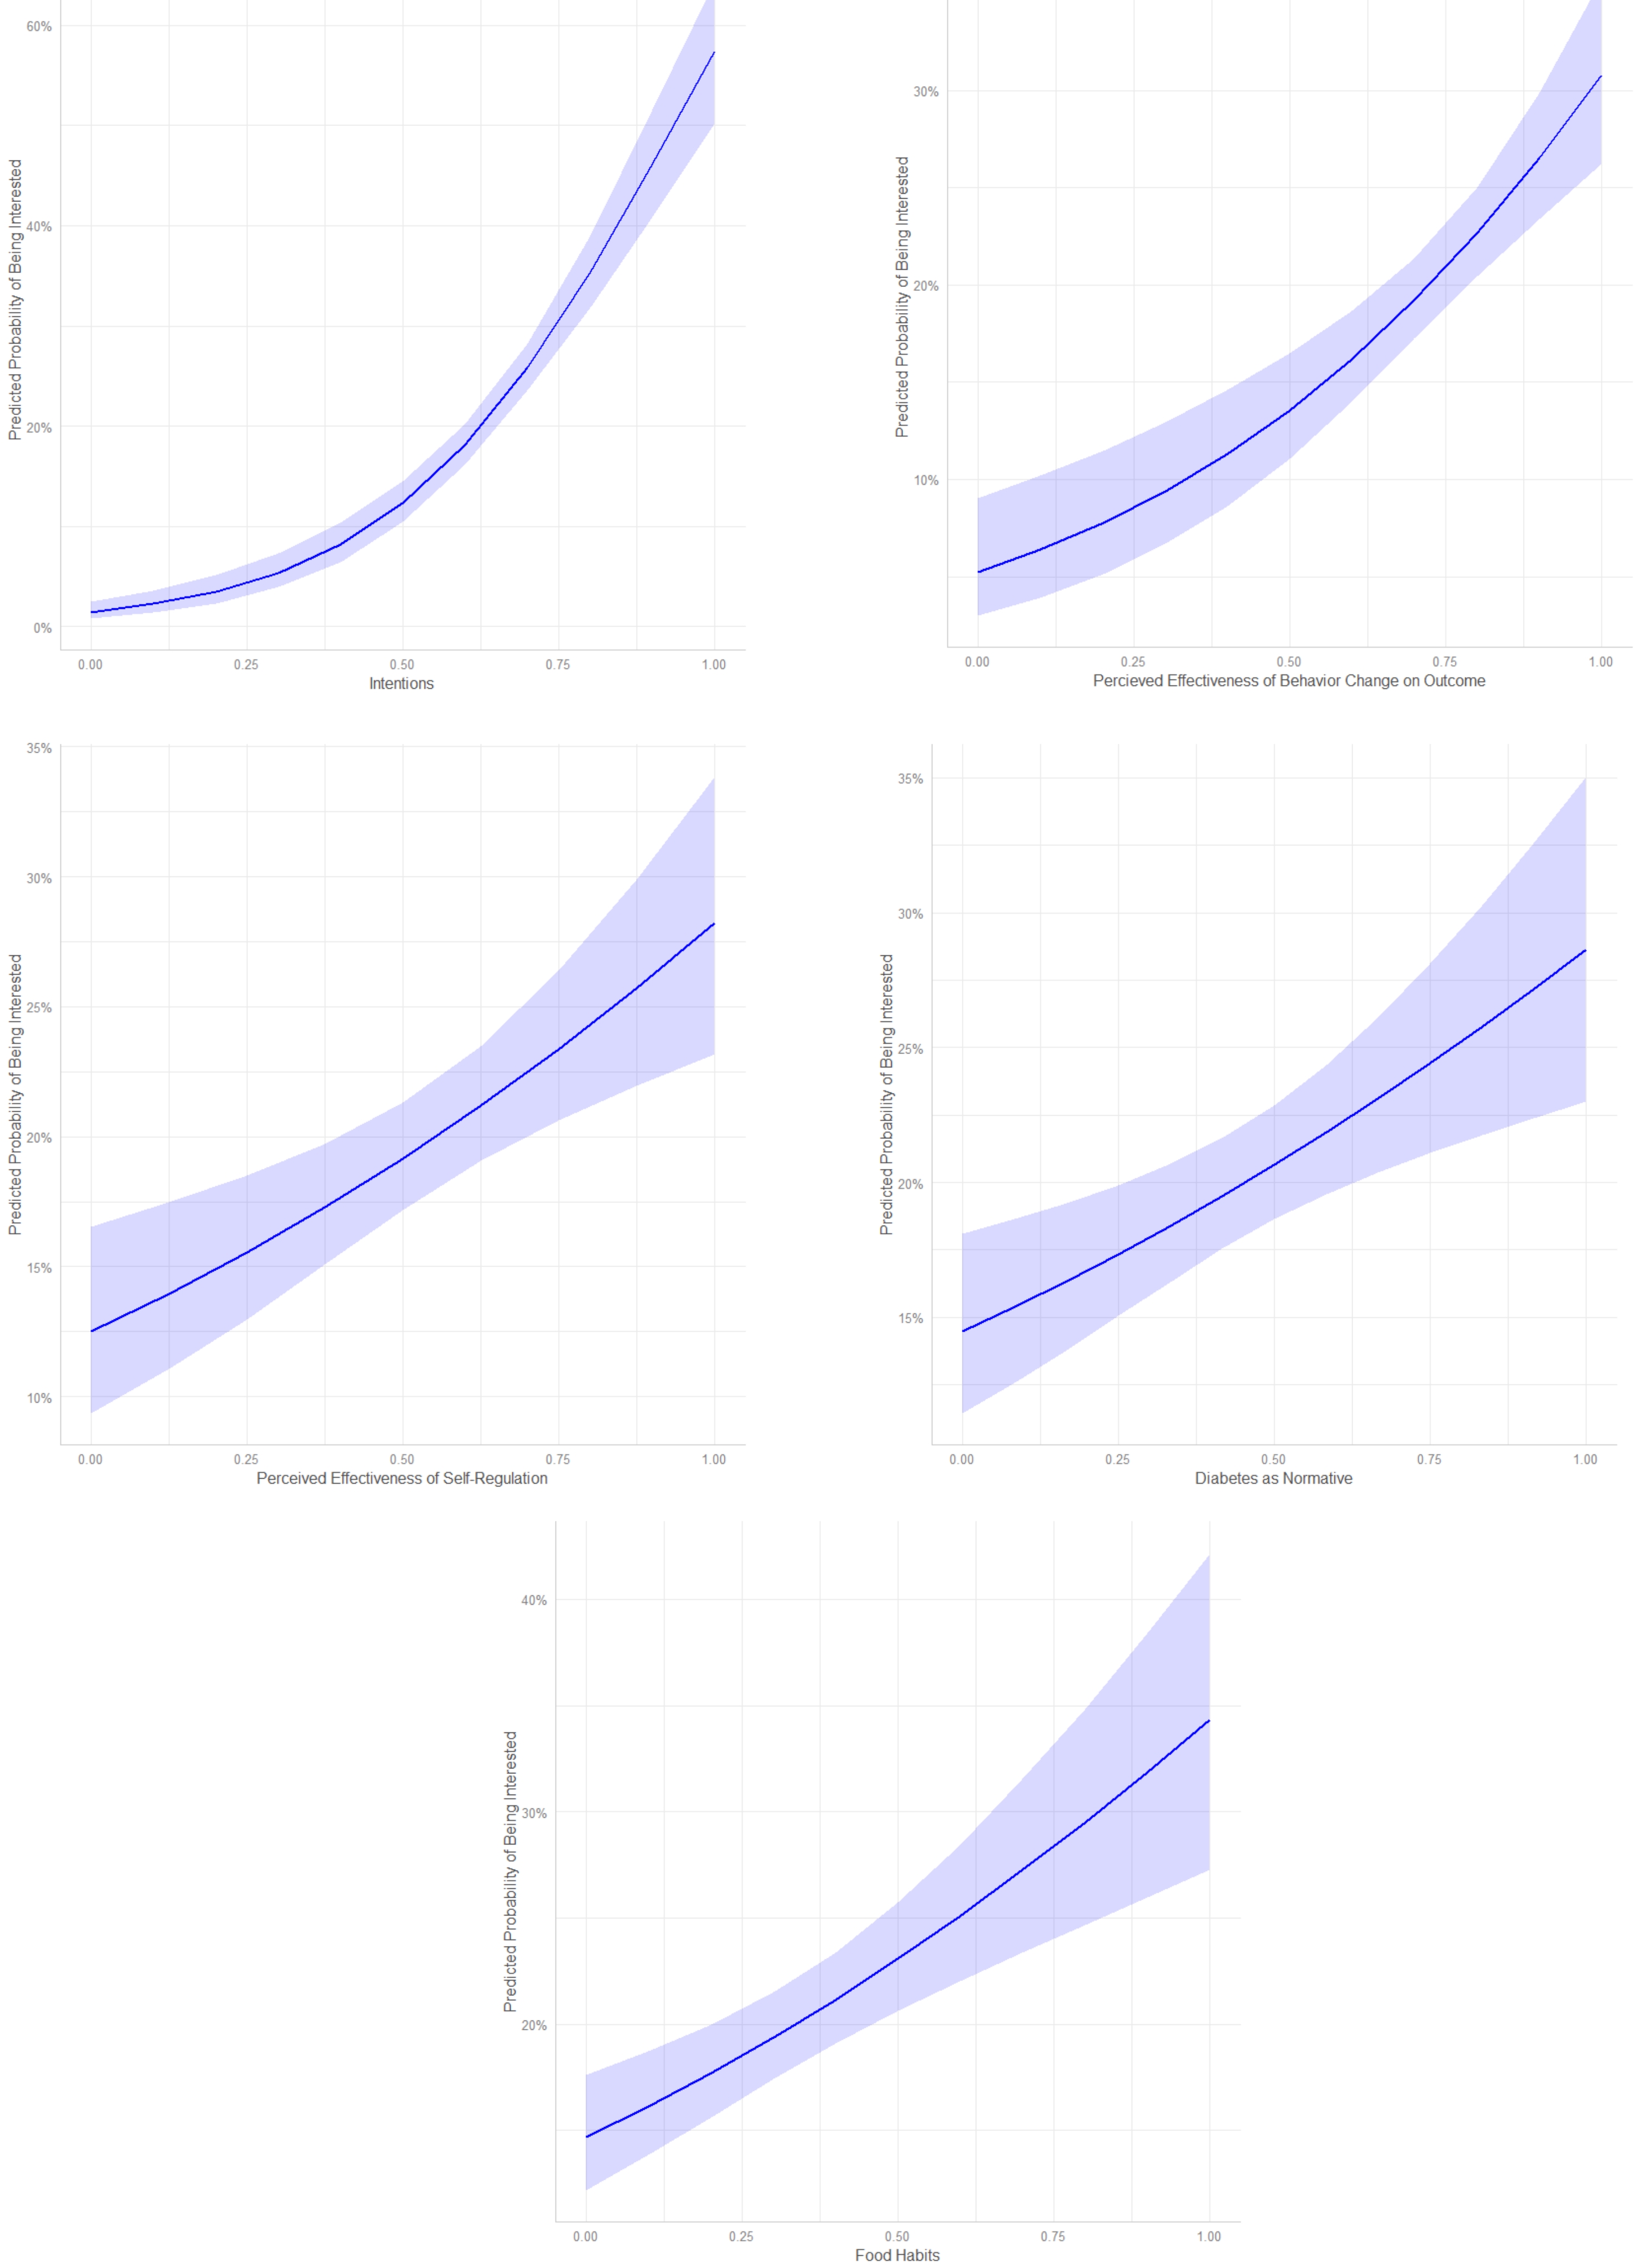 60%
40%
20%
0%
Predicted Probability of Being Interested
0.00 0.25 0.50 0.75 1.00
Intentions
30%
20%
10%
Predicted Probability of Being Interested
0.00 0.25 0.50 0.75 1.00
Percieved Effectiveness of Behavior Change on Outcome
35%
30%
25%
20%
15%
10%
Predicted Probability of Being Interested
0.00 0.25 0.50 0.75 1.00
Perceived Effectiveness of Self-Regulation
35%
30%
25%
20%
15%
Predicted Probability of Being Interested
0.00 0.25 0.50 0.75 1.00
Diabetes as Normative
40%
30%
20%
Predicted Probability of Being Interested
0.00 0.25 0.50 0.75 1.00
Food Habits